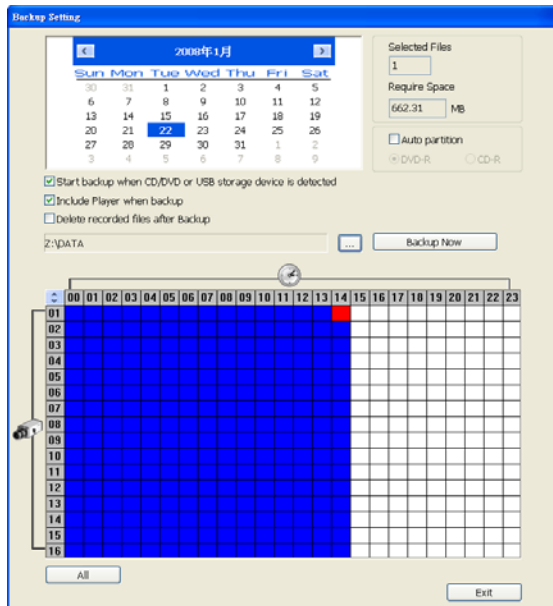 Backup Setting
2008年1月
Sun Mon Tue Wed Thu Fri Sat
30 31 1 2 3 4 5
6 7 8 9 10 11 12
13 14 15 16 17 18 19
20 21 22 23 24 25 26
27 28 29 30 31 1 2
3 4 5 6 7 8 9
Selected Files
1
Require Space
662.31 MB
Auto partition
DVD-R CD-R
Start backup when CD/DVD or USB storage device is detected
Include Player when backup
Delete recorded files after Backup
Z:\DATA ... Backup Now
00 01 02 03 04 05 06 07 08 09 10 11 12 13 14 15 16 17 18 19 20 21 22 23
01
02
03
04
05
06
07
08
09
10
11
12
13
14
15
16
All
Exit